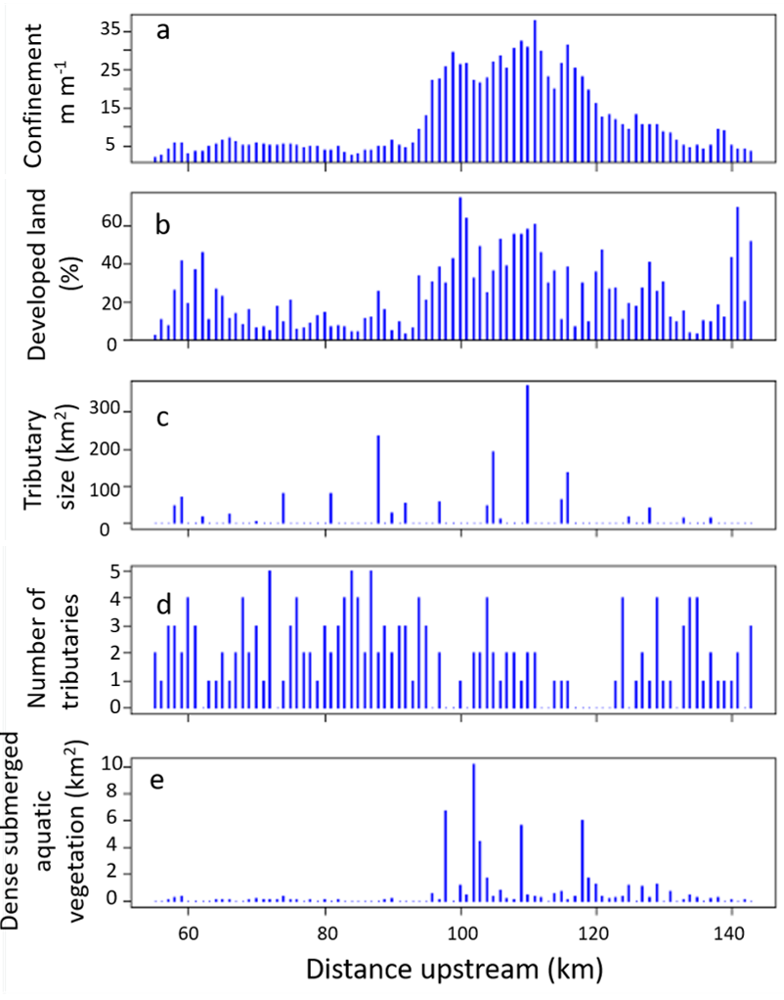 a
Confinement
m m-1
35
25
15
5
b
Developed land
(%)
60
40
20
0
c
Tributary
size (km2)
300
200
100
0
d
Number of
tributaries
5
4
3
2
1
0
e
Dense submerged
aquatic
vegetation (km2)
10
8
6
4
2
0
60 80 100 120 140
Distance upstream (km)